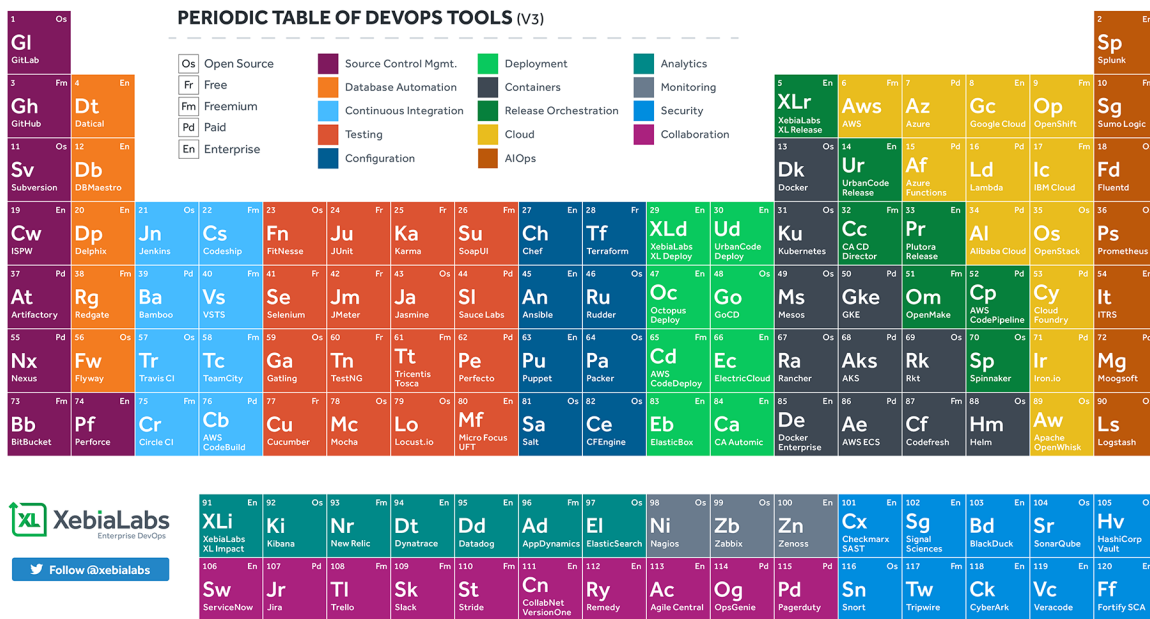 PERIODIC TABLE OF DEVOPS TOOLS (V3)
Os Open Source
Fr Free
Fm Freemium
Pd Paid
En Enterprise
Source Control Mgmt.
Database Automation
Continuous Integration
Testing
Configuration
Deployment
Containers
Release Orchestration
Cloud
AIOps
Analytics
Monitoring
Security
Collaboration
1 Os
Gl
GitLab
2
Sp
Splunk
3 Fm
Gh
GitHub
4 En
Dt
Datical
5 En
XLr
XebiaLabs
XL Release
6 Fm
Aws
AWS
7 Pd
Az
Azure
8 En
Gc
Google Cloud
9 Fm
Op
OpenShift
10
Sg
Sumo Logic
11 Os
Sv
Subversion
12 En
Db
DBMaestro
13 Os
Dk
Docker
14 En
Ur
UrbanCode
Release
15 Pd
Af
Azure
Functions
16 Pd
Ld
Lambda
17 Fm
Ic
IBM Cloud
18
Fd
Fluentd
19 En
Cw
ISPW
20 En
Dp
Delphix
21 Os
Jn
Jenkins
22 Fm
Cs
Codeship
23 Os
Fn
FitNesse
24 Fr
Ju
JUnit
25 Fr
Ka
Karma
26 Fm
Su
SoapUI
27 En
Ch
Chef
28 Fr
Tf
Terraform
29 En
XLd
XebiaLabs
XL Deploy
30 En
Ud
UrbanCode
Deploy
31 Os
Ku
Kubernetes
32 Fm
Cc
CA CD
Director
33 En
Pr
Plutora
Release
34 Pd
Al
Alibaba Cloud
35 Os
Os
OpenStack
36
Ps
Prometheus
37 Pd
At
Artifactory
38 Fm
Rg
Redgate
39 Pd
Ba
Bamboo
40 Fm
Vs
VSTS
41 Fr
Se
Selenium
42 Fr
Jm
JMeter
43 Os
Ja
Jasmine
44 Pd
Sl
Sauce Labs
45 En
An
Ansible
46 Os
Ru
Rudder
47 En
Oc
Octopus
Deploy
48 Os
Go
GoCD
49 Os
Ms
Mesos
50 Pd
Gke
GKE
51 Fm
Om
OpenMake
52 Pd
Cp
AWS
CodePipeline
53 Pd
Cy
Cloud
Foundry
54
It
ITRS
55 Pd
Nx
Nexus
56 Os
Fw
Flyway
57 Os
Tr
Travis CI
58 Fm
Tc
TeamCity
59 Os
Ga
Gatling
60 Fr
Tn
TestNG
61 Fm
Tt
Tricentis
Tosca
62 Pd
Pe
Perfecto
63 En
Pu
Puppet
64 Os
Pa
Packer
65 Fm
Cd
AWS
CodeDeploy
66 En
Ec
ElectricCloud
67 Os
Ra
Rancher
68 Pd
Aks
AKS
69 Os
Rk
Rkt
70 Os
Sp
Spinnaker
71 Pd
Ir
Iron.io
72
Mg
Moogsoft
73 Fm
Bb
BitBucket
74 En
Pf
Perforce
75 Fm
Cr
Circle CI
76 Pd
Cb
AWS
CodeBuild
77 Fr
Cu
Cucumber
78 Os
Mc
Mocha
79 Os
Lo
Locust.io
80 En
Mf
Micro Focus
UFT
81 Os
Sa
Salt
82 Os
Ce
CFEngine
83 En
Eb
ElasticBox
84 En
Ca
CA Automic
85 En
De
Docker
Enterprise
86 Pd
Ae
AWS ECS
87 Fm
Cf
Codefresh
88 Os
Hm
Helm
89 Os
Aw
Apache
OpenWhisk
90
Ls
Logstash
XL XebiaLabs
Enterprise DevOps
Follow @xebialabs
91 En
XLi
XebiaLabs
XL Impact
92 Os
Ki
Kibana
93 Fm
Nr
New Relic
94 En
Dt
Dynatrace
95 En
Dd
Datadog
96 Fm
Ad
AppDynamics
97 Os
El
ElasticSearch
98 Os
Ni
Nagios
99 Os
Zb
Zabbix
100 En
Zn
Zenoss
101 En
Cx
Checkmarx
SAST
102 En
Sg
Signal
Sciences
103 En
Bd
BlackDuck
104 Os
Sr
SonarQube
105
Hv
HashiCorp
Vault
106 En
Sw
ServiceNow
107 Pd
Jr
Jira
108 Fm
Tl
Trello
109 Fm
Sk
Slack
110 Fm
St
Stride
111 En
Cn
CollabNet
VersionOne
112 En
Ry
Remedy
113 En
Ac
Agile Central
114 Pd
Og
OpsGenie
115 Pd
Pd
Pagerduty
116 Os
Sn
Snort
117 Fm
Tw
Tripwire
118 En
Ck
CyberArk
119 En
Vc
Veracode
120
Ff
Fortify SCA